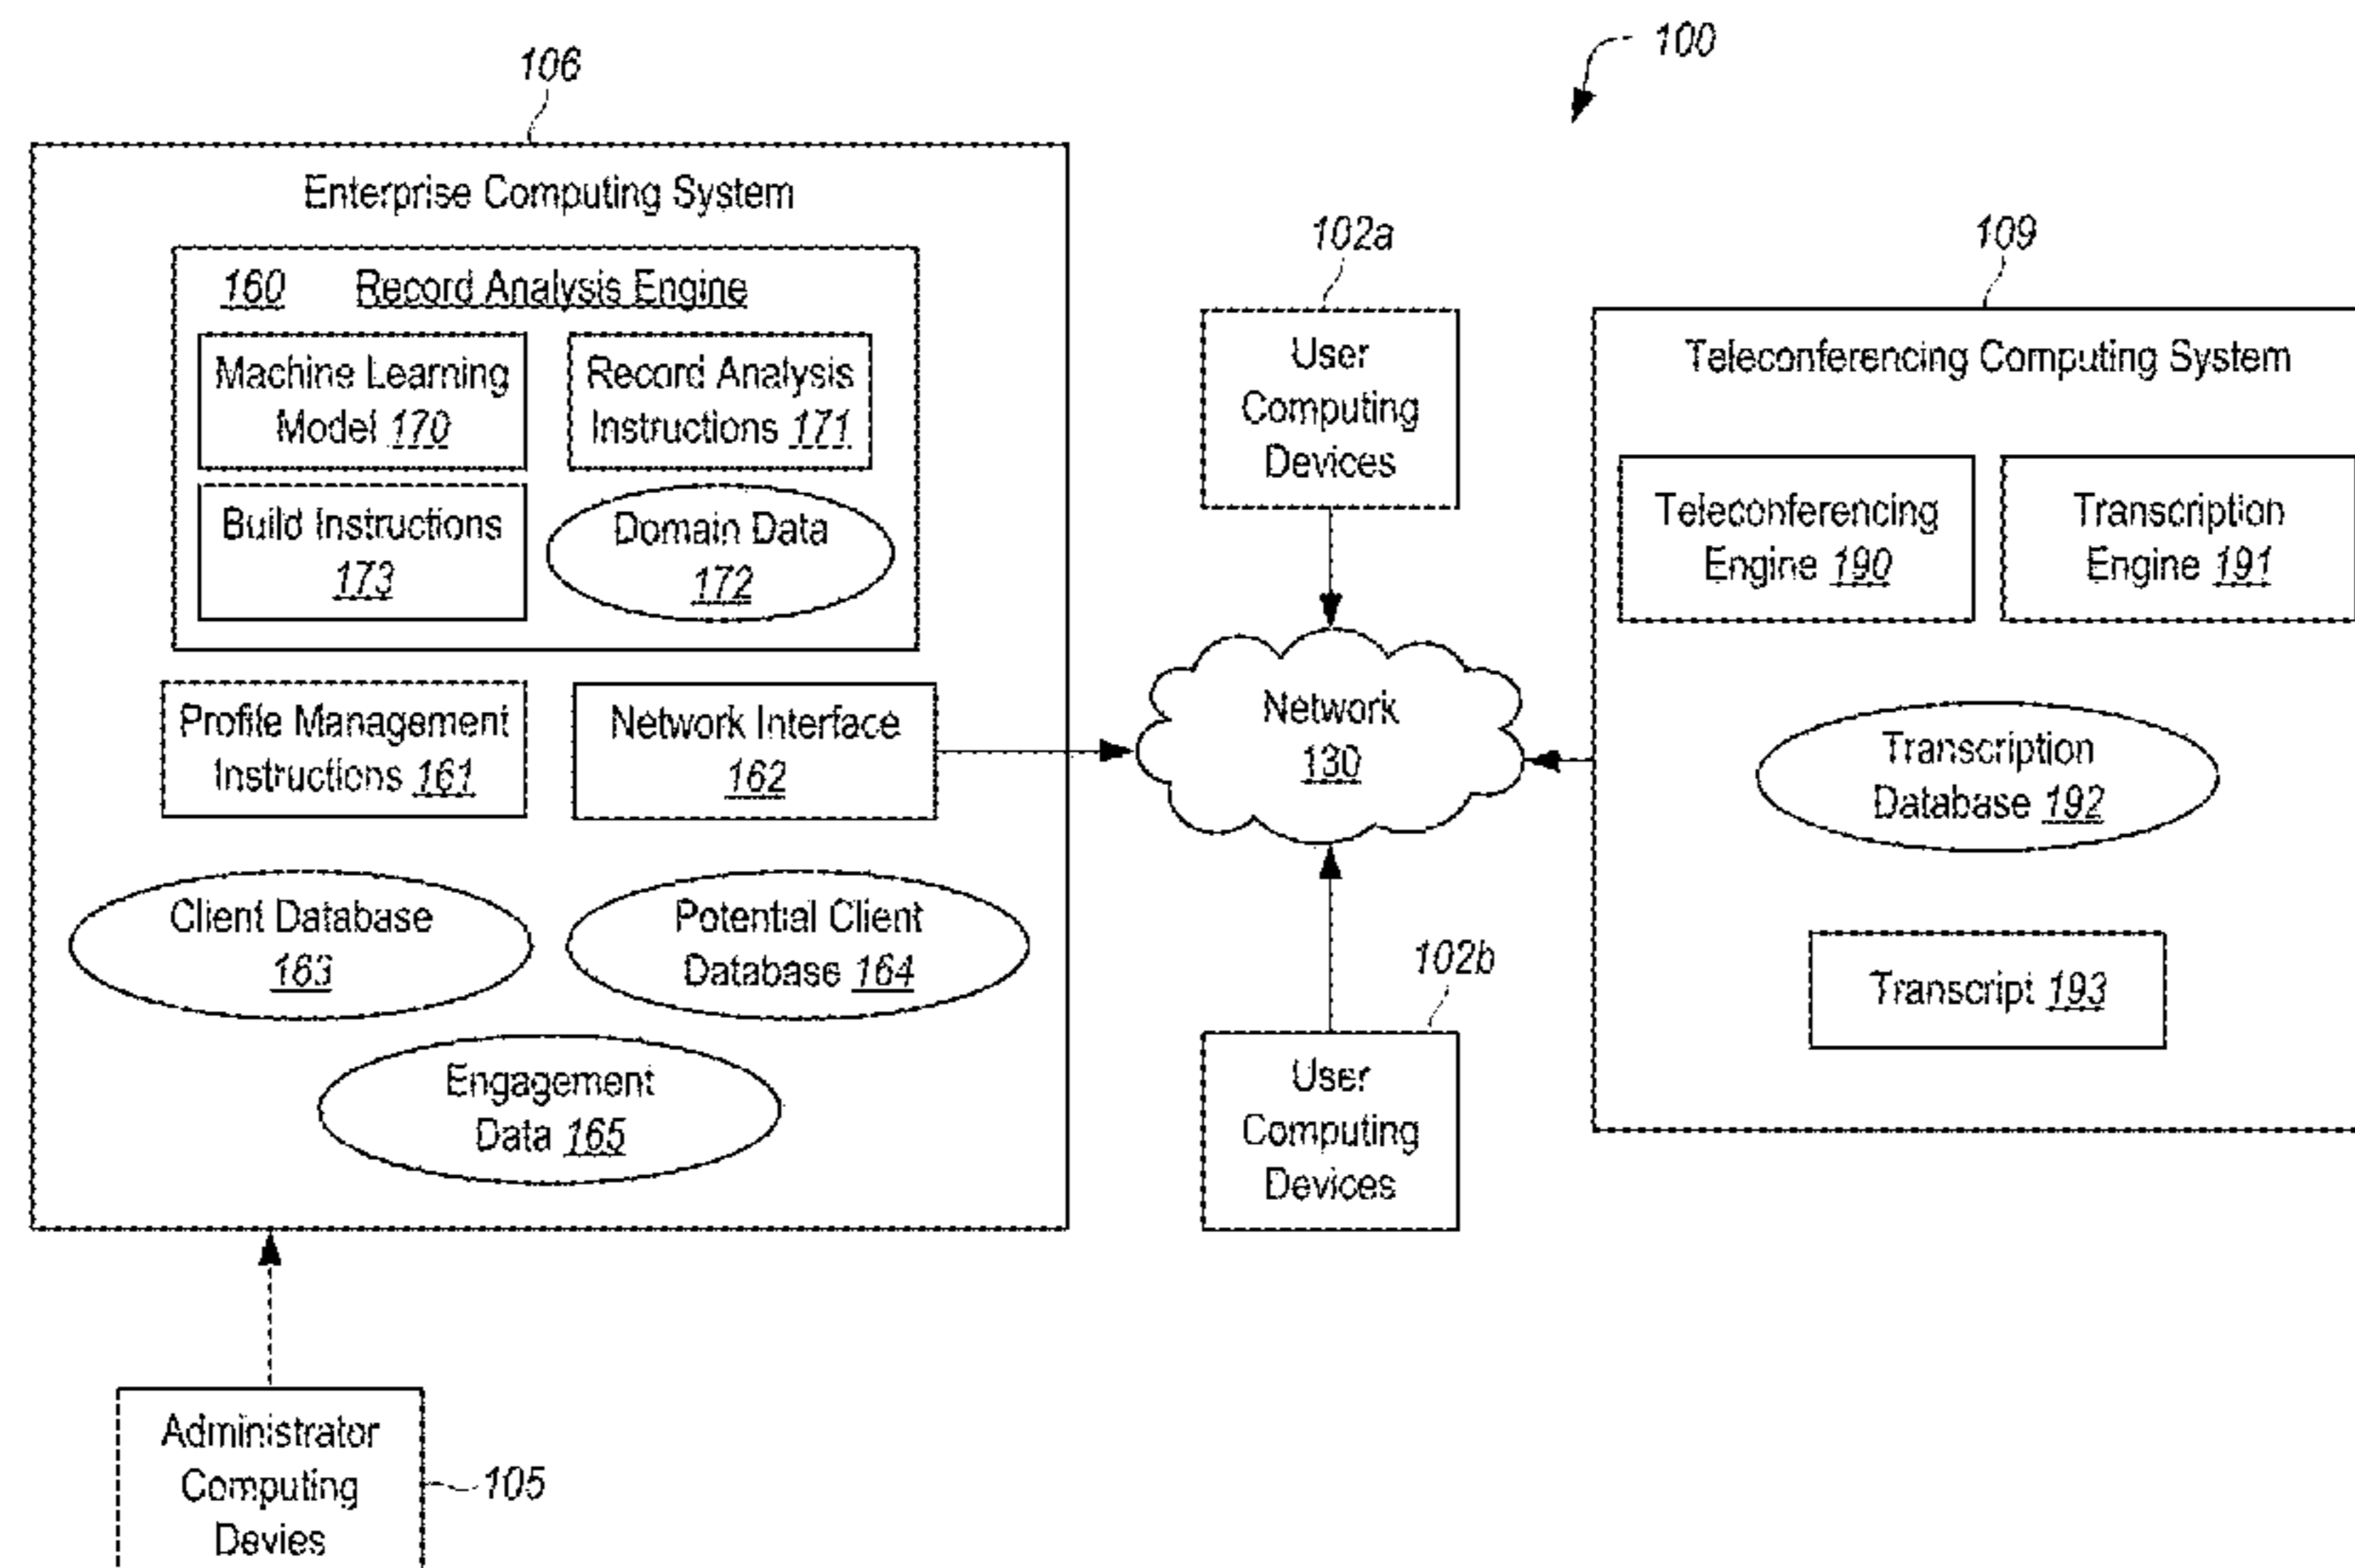 100
106
Enterprise Computing System
160 Record Analysis Engine
Machine Learning
Model 170
Record Analysis
Instructions 171
Build Instructions
173
Domain Data
172
Profile Management
Instructions 161
Network Interface
162
Client Database
163
Potential Client
Database 164
Engagement
Data 165
Administrator
Computing
Devies
105
102a
User
Computing
Devices
Network
130
102b
User
Computing
Devices
109
Teleconferencing Computing System
Teleconferencing
Engine 190
Transcription
Engine 191
Transcription
Database 192
Transcript 193